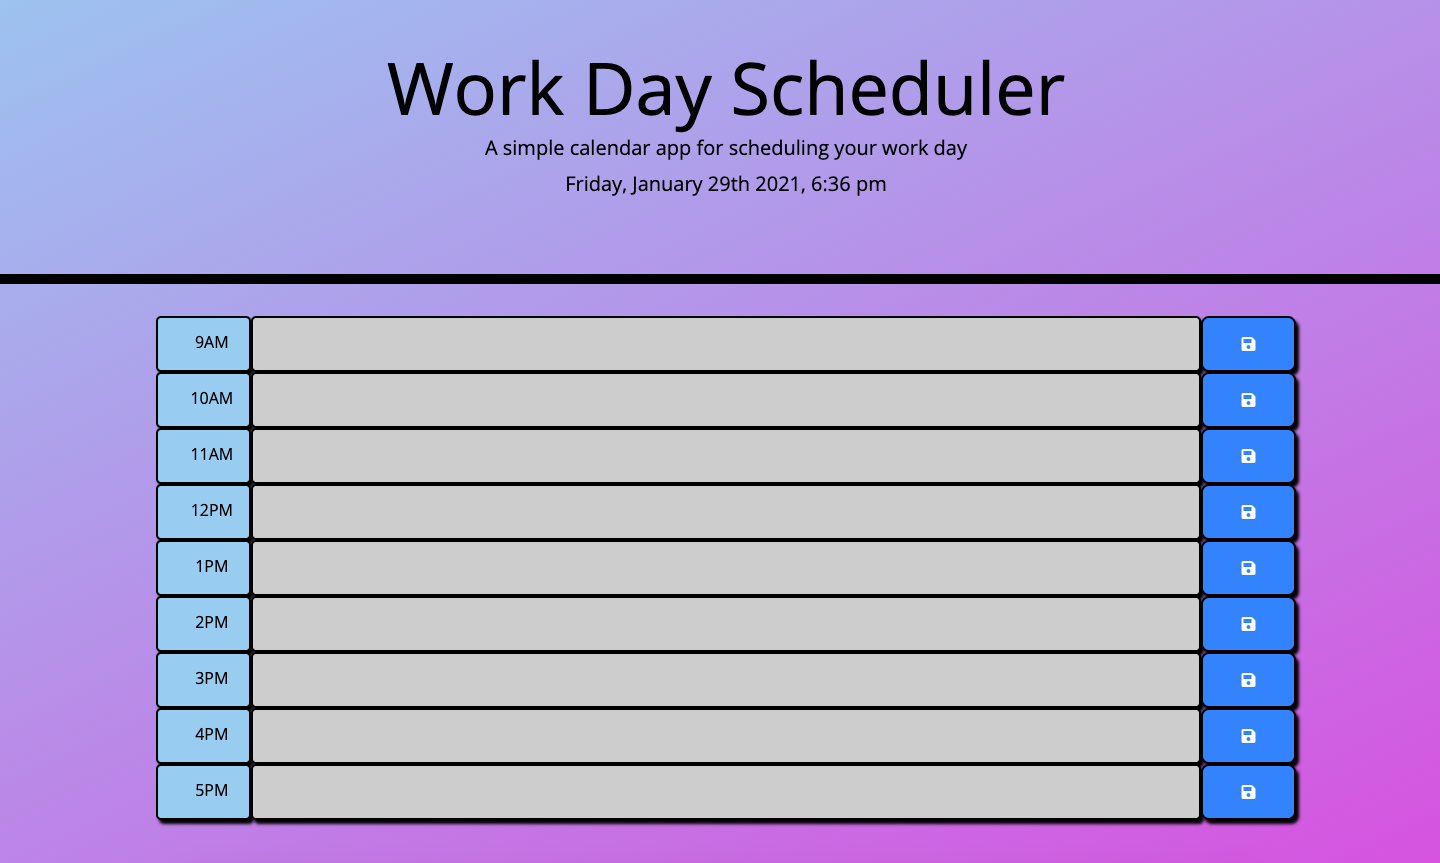 Work Day Scheduler
A simple calendar app for scheduling your work day
Friday, January 29th 2021, 6:36 pm
9AM
10AM
11AM
12PM
1PM
2PM
3PM
4PM
5PM